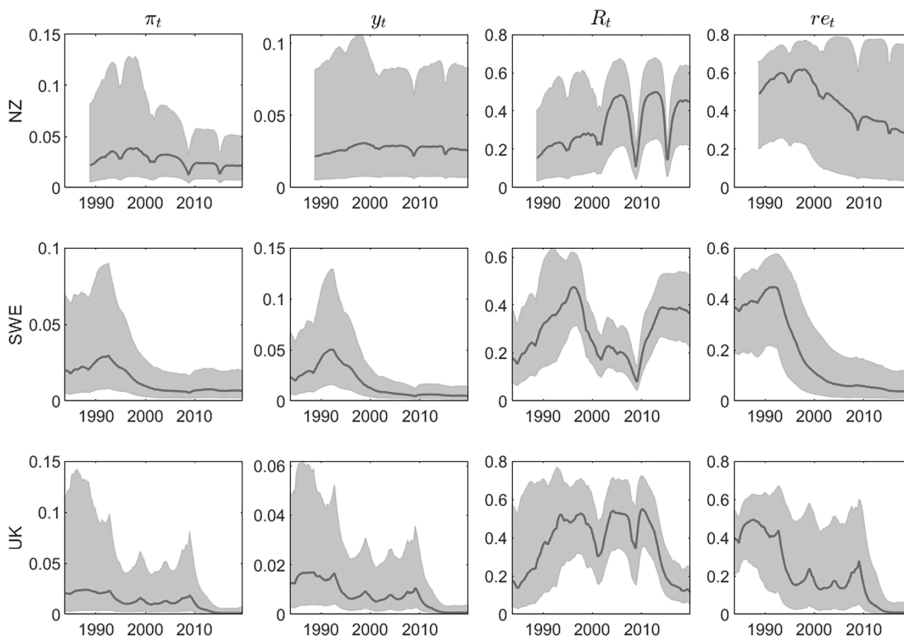 π_t y_t R_t re_t
NZ
0.15 0.1 0.8 0.8
0.1 0.6 0.6
0.05 0.05 0.4 0.4
0.2 0.2
0 0 0 0
1990 2000 2010 1990 2000 2010 1990 2000 2010 1990 2000 2010
SWE
0.1 0.15 0.6 0.6
0.05 0.1 0.4 0.4
0.05 0.2 0.2
0 0 0 0
1990 2000 2010 1990 2000 2010 1990 2000 2010 1990 2000 2010
UK
0.15 0.06 0.8 0.8
0.1 0.04 0.6 0.6
0.05 0.02 0.4 0.4
0.2 0.2
0 0 0 0
1990 2000 2010 1990 2000 2010 1990 2000 2010 1990 2000 2010